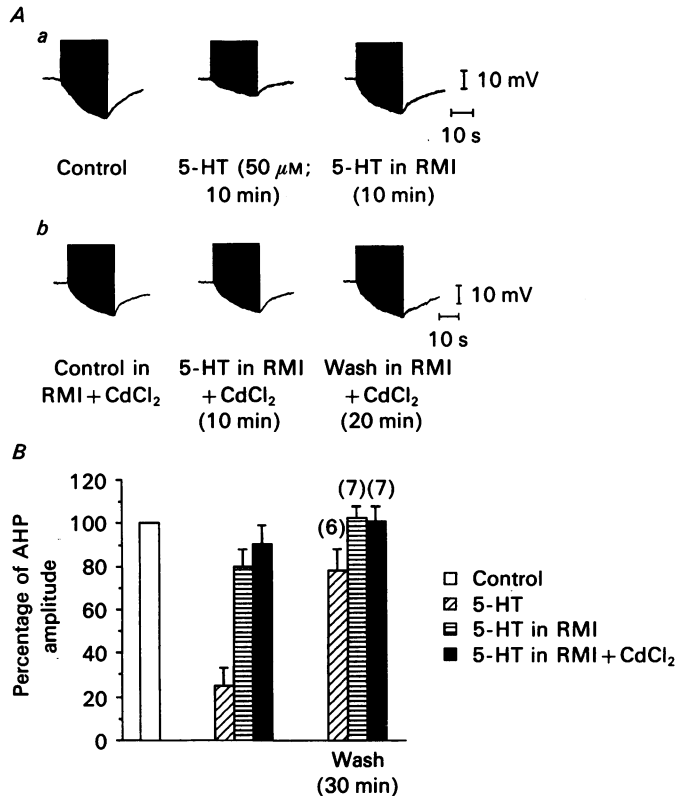 A
a
10 mV
10 s
Control
5-HT (50 μM;
10 min)
5-HT in RMI
(10 min)
b
10 mV
10 s
Control in
RMI + CdCl₂
5-HT in RMI
+ CdCl₂
(10 min)
Wash in RMI
+ CdCl₂
(20 min)
B
Percentage of AHP
amplitude
120
100
80
60
40
20
0
(6)
(7)(7)
Wash
(30 min)
Control
5-HT
5-HT in RMI
5-HT in RMI + CdCl₂